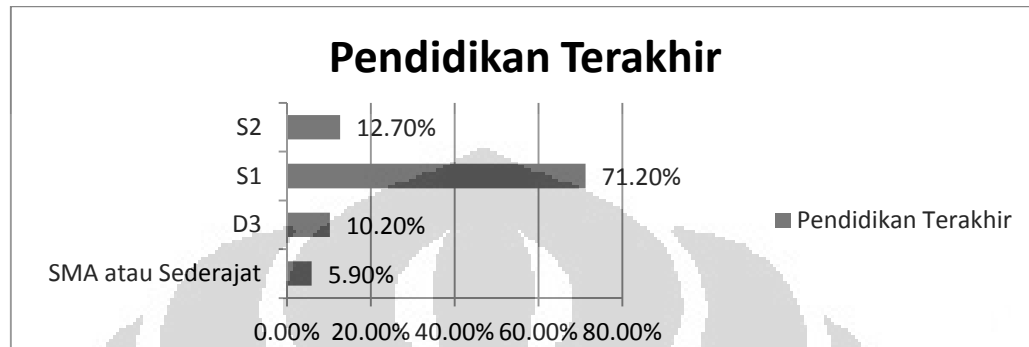 Pendidikan Terakhir
S2 12.70%
S1 71.20%
D3 10.20%
Pendidikan Terakhir
SMA atau Sederajat 5.90%
0.00% 20.00% 40.00% 60.00% 80.00%